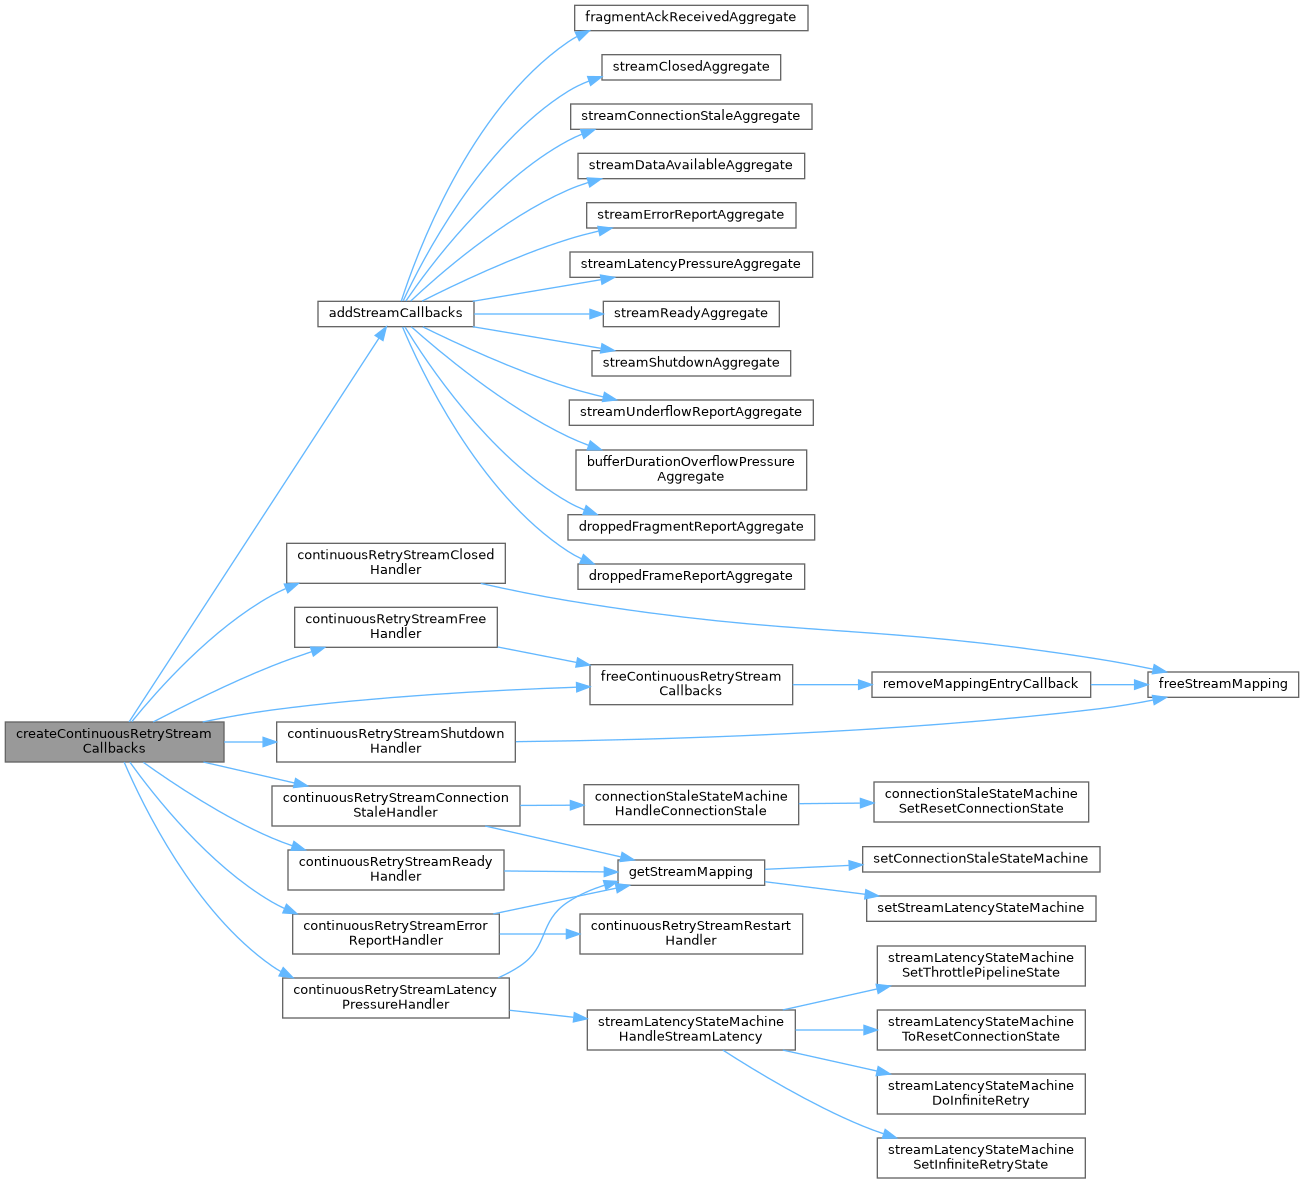 fragmentAckReceivedAggregate
streamClosedAggregate
streamConnectionStaleAggregate
streamDataAvailableAggregate
streamErrorReportAggregate
streamLatencyPressureAggregate
addStreamCallbacks
streamReadyAggregate
streamShutdownAggregate
streamUnderflowReportAggregate
bufferDurationOverflowPressure
Aggregate
droppedFragmentReportAggregate
droppedFrameReportAggregate
continuousRetryStreamClosed
Handler
continuousRetryStreamFree
Handler
freeContinuousRetryStream
Callbacks
removeMappingEntryCallback
freeStreamMapping
createContinuousRetryStream
Callbacks
continuousRetryStreamShutdown
Handler
continuousRetryStreamConnection
StaleHandler
connectionStaleStateMachine
HandleConnectionStale
connectionStaleStateMachine
SetResetConnectionState
continuousRetryStreamReady
Handler
getStreamMapping
setConnectionStaleStateMachine
setStreamLatencyStateMachine
continuousRetryStreamError
ReportHandler
continuousRetryStreamRestart
Handler
continuousRetryStreamLatency
PressureHandler
streamLatencyStateMachine
HandleStreamLatency
streamLatencyStateMachine
SetThrottlePipelineState
streamLatencyStateMachine
ToResetConnectionState
streamLatencyStateMachine
DoInfiniteRetry
streamLatencyStateMachine
SetInfiniteRetryState